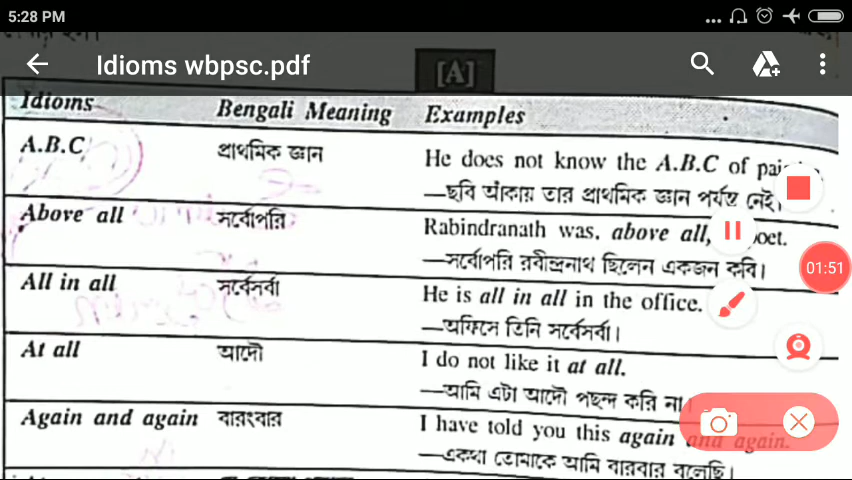 5:28 PM
Idioms wbpsc.pdf
[A]
Idioms Bengali Meaning Examples
A.B.C প্রাথমিক জ্ঞান He does not know the A.B.C of
—ছবি আঁকায় তার প্রাথমিক জ্ঞান পর্যন্ত নেই।
Above all সর্বোপরি Rabindranath was, above all, poet.
—সর্বোপরি রবীন্দ্রনাথ ছিলেন একজন কবি।
01:51
All in all সর্বেসর্বা He is all in all in the office.
—অফিসে তিনি সর্বেসর্বা।
At all আদৌ I do not like it at all.
—আমি এটা আদৌ পছন্দ করি না।
Again and again বারংবার I have told you this again and again.
—একথা তোমাকে আমি বারবার বলেছি।